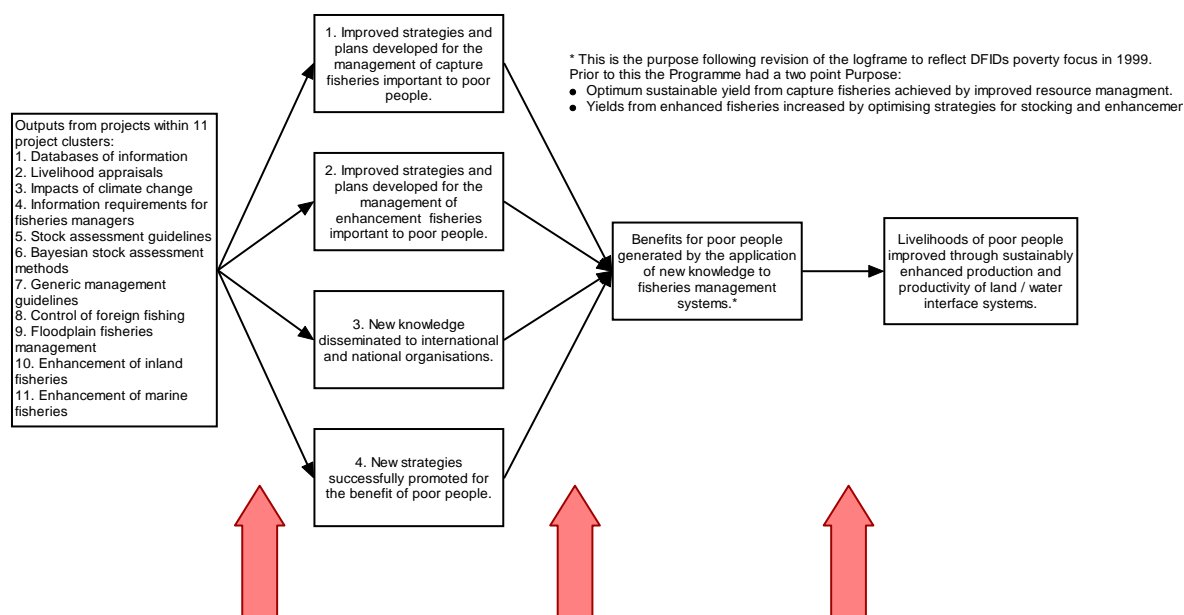 Outputs from projects within 11
project clusters:
1. Databases of information
2. Livelihood appraisals
3. Impacts of climate change
4. Information requirements for
fisheries managers
5. Stock assessment guidelines
6. Bayesian stock assessment
methods
7. Generic management
guidelines
8. Control of foreign fishing
9. Floodplain fisheries
management
10. Enhancement of inland
fisheries
11. Enhancement of marine
fisheries
1. Improved strategies and
plans developed for the
management of capture
fisheries important to poor
people.
2. Improved strategies and
plans developed for the
management of
enhancement fisheries
important to poor people.
3. New knowledge
disseminated to international
and national organisations.
4. New strategies
successfully promoted for
the benefit of poor people.
* This is the purpose following revision of the logframe to reflect DFIDs poverty focus in 1999.
Prior to this the Programme had a two point Purpose:
● Optimum sustainable yield from capture fisheries achieved by improved resource managment.
● Yields from enhanced fisheries increased by optimising strategies for stocking and
Benefits for poor people
generated by the application
of new knowledge to
fisheries management
systems.*
Livelihoods of poor people
improved through sustainably
enhanced production and
productivity of land / water
interface systems.